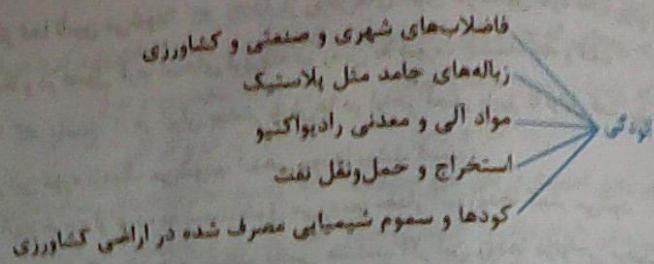 فاضلاب‌های شهری و صنعتی و کشاورزی
زباله‌های جامد مثل پلاستیک
مواد آلی و معدنی رادیواکتیو
آلودگی
استخراج و حمل‌ونقل نفت
کودها و سموم شیمیایی مصرف شده در اراضی کشاورزی